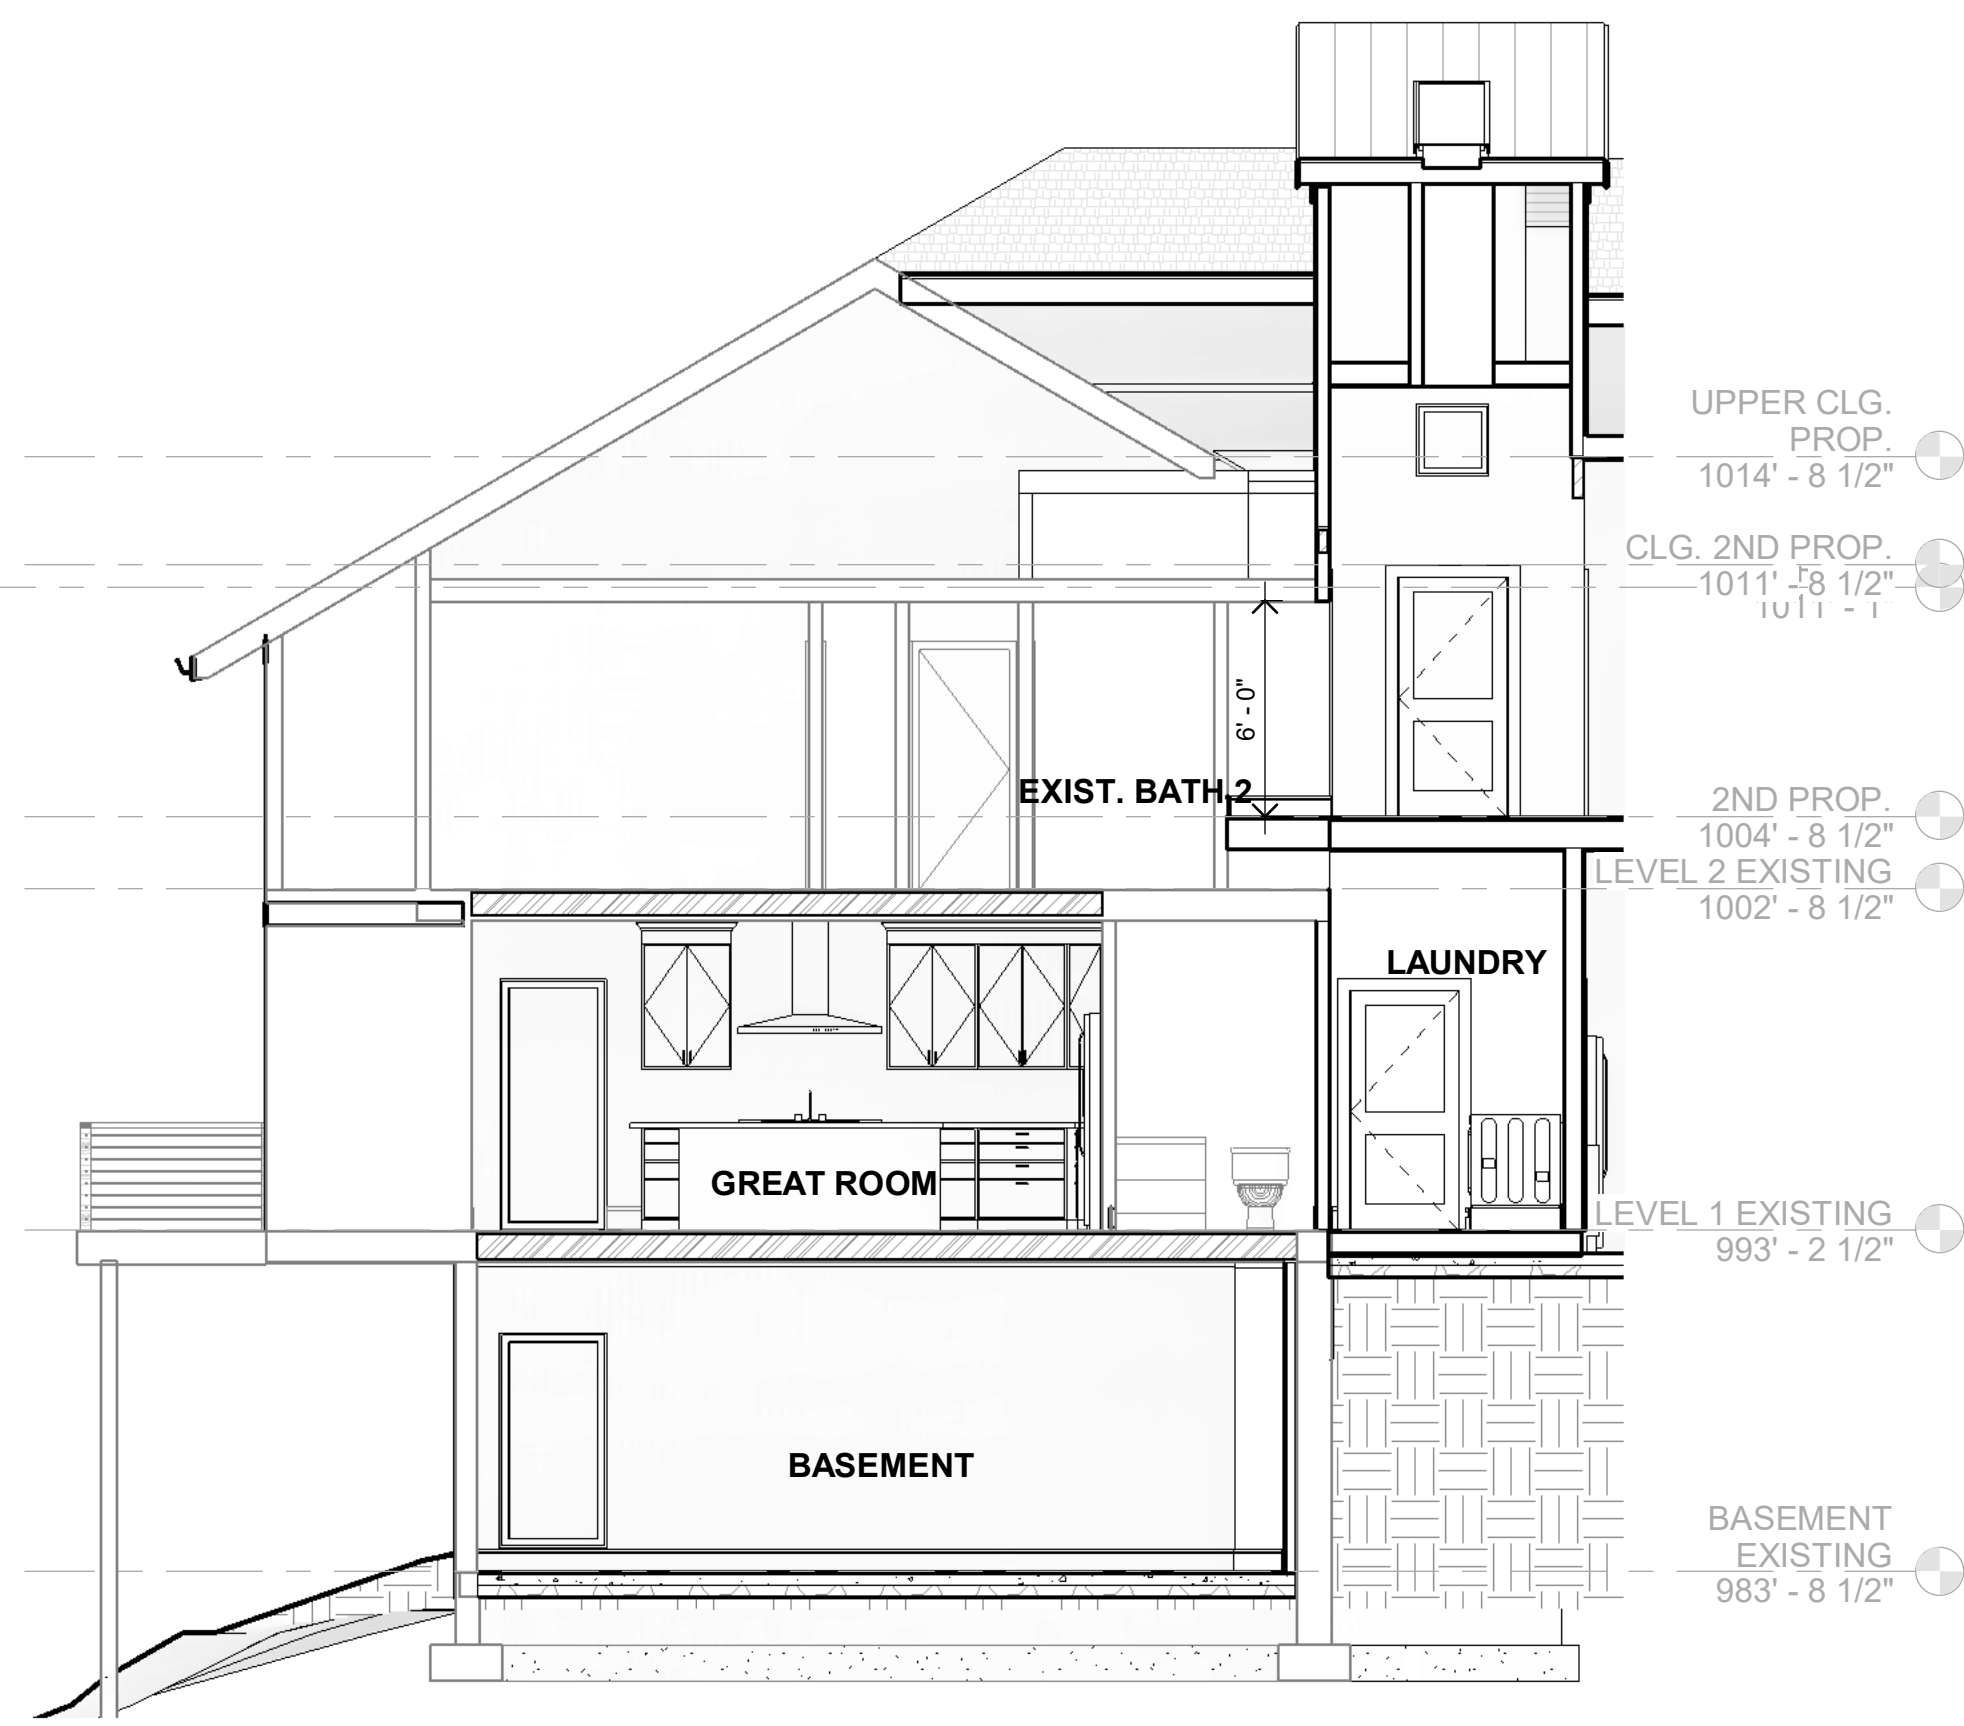 UPPER CLG.
PROP.
1014' - 8 1/2"
CLG. 2ND PROP.
1011' - 8 1/2"
1011' - 1"
6' - 0"
EXIST. BATH 2
2ND PROP.
1004' - 8 1/2"
LEVEL 2 EXISTING
1002' - 8 1/2"
LAUNDRY
GREAT ROOM
LEVEL 1 EXISTING
993' - 2 1/2"
BASEMENT
BASEMENT
EXISTING
983' - 8 1/2"